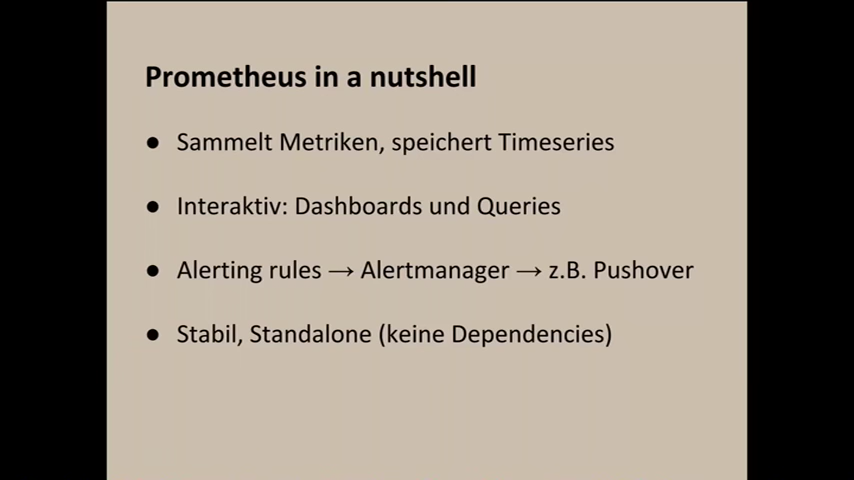 Prometheus in a nutshell
● Sammelt Metriken, speichert Timeseries
● Interaktiv: Dashboards und Queries
● Alerting rules → Alertmanager → z.B. Pushover
● Stabil, Standalone (keine Dependencies)